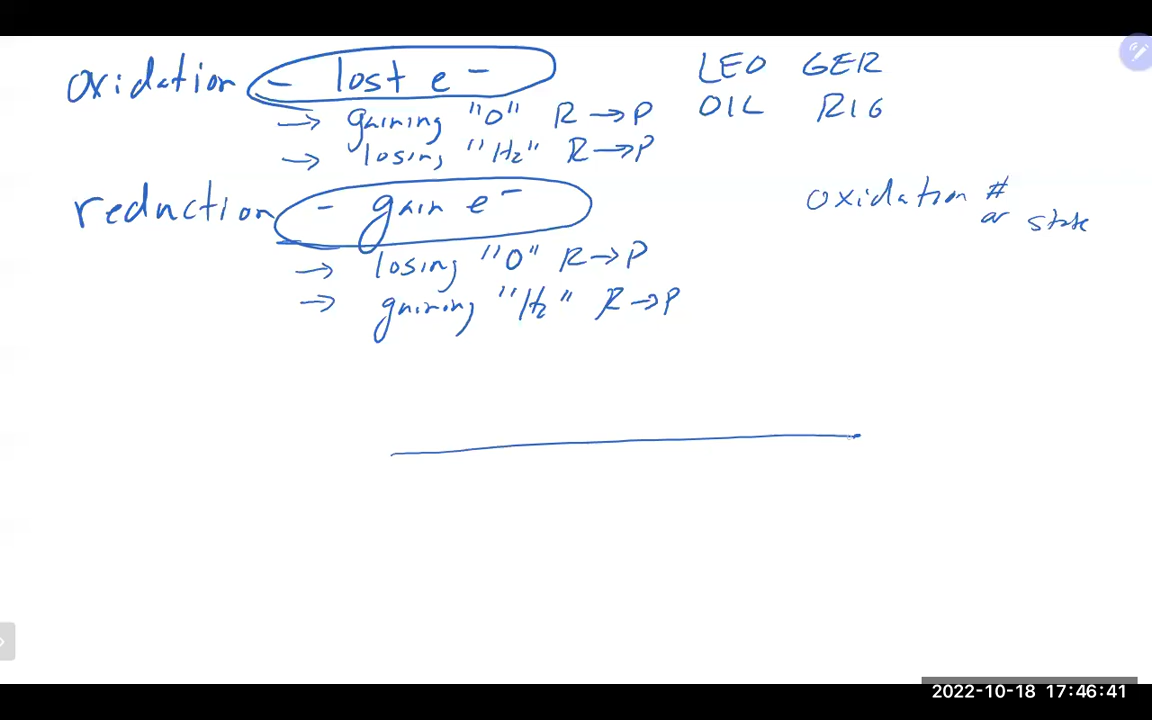 oxidation - lost e⁻
→ gaining "O" R → P
→ losing "H₂" R → P
LEO GER
OIL RIG
reduction - gain e⁻
→ losing "O" R → P
→ gaining "H₂" R → P
oxidation #
or state
2022-10-18 17:46:41